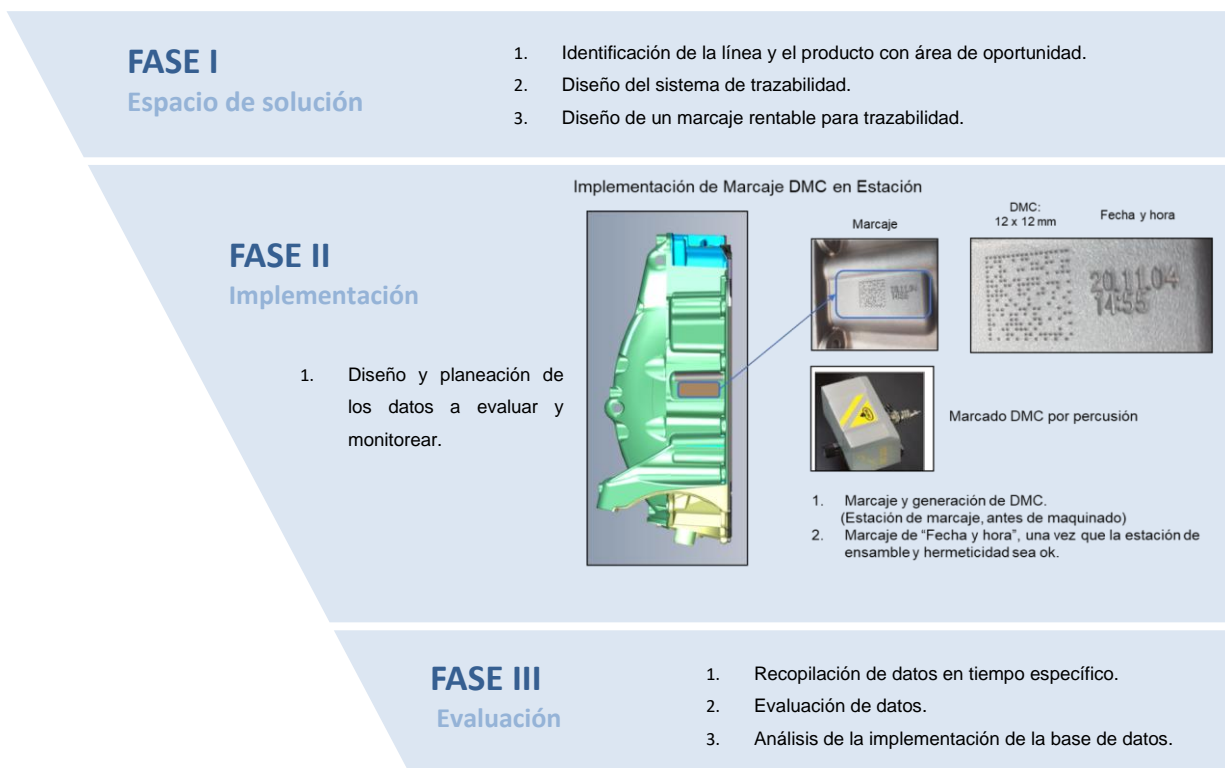 FASE I
Espacio de solución
1. Identificación de la línea y el producto con área de oportunidad.
2. Diseño del sistema de trazabilidad.
3. Diseño de un marcaje rentable para trazabilidad.
FASE II
Implementación
1. Diseño y planeación de
los datos a evaluar y
monitorear.
Implementación de Marcaje DMC en Estación
Marcaje
DMC:
12 x 12 mm
Fecha y hora
20.11.04
14:55
20.11.04
14:55
Marcado DMC por percusión
1. Marcaje y generación de DMC.
(Estación de marcaje, antes de maquinado)
2. Marcaje de “Fecha y hora”, una vez que la estación de
ensamble y hermeticidad sea ok.
FASE III
Evaluación
1. Recopilación de datos en tiempo específico.
2. Evaluación de datos.
3. Análisis de la implementación de la base de datos.